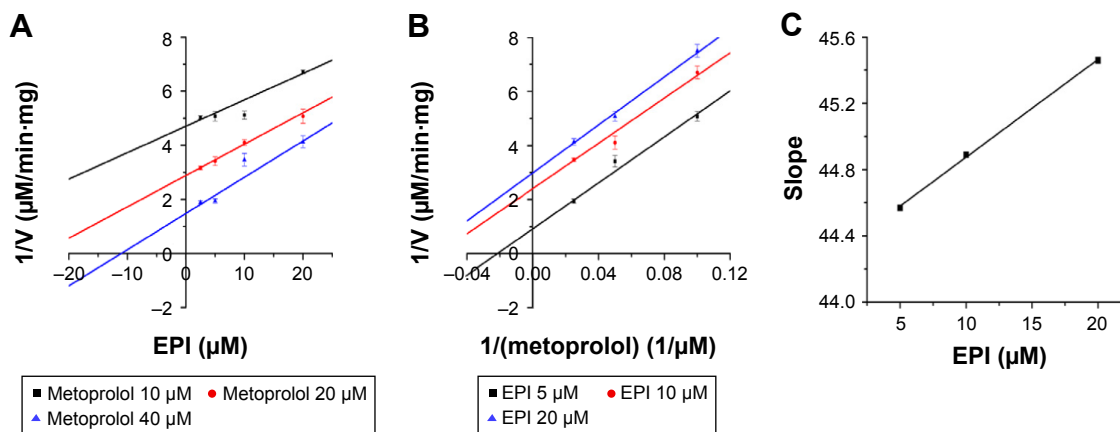 A
1/V (µM/min·mg)
8
6
4
2
0
–2
–20
–10
0
10
20
EPI (µM)
Metoprolol 10 µM
Metoprolol 20 µM
Metoprolol 40 µM
B
1/V (µM/min·mg)
8
6
4
2
0
–2
–0.04
0.00
0.04
0.08
0.12
1/(metoprolol) (1/µM)
EPI 5 µM
EPI 10 µM
EPI 20 µM
C
Slope
45.6
45.2
44.8
44.4
44.0
5
10
15
20
EPI (µM)